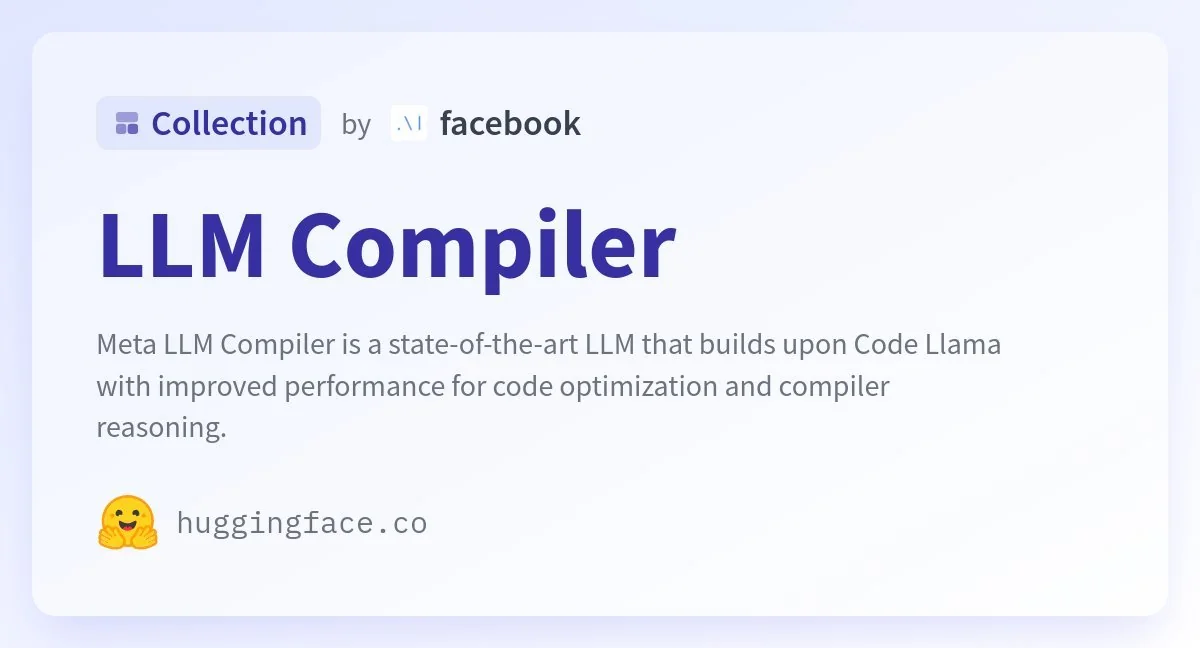 Collection by facebook
LLM Compiler
Meta LLM Compiler is a state-of-the-art LLM that builds upon Code Llama
with improved performance for code optimization and compiler
reasoning.
huggingface.co